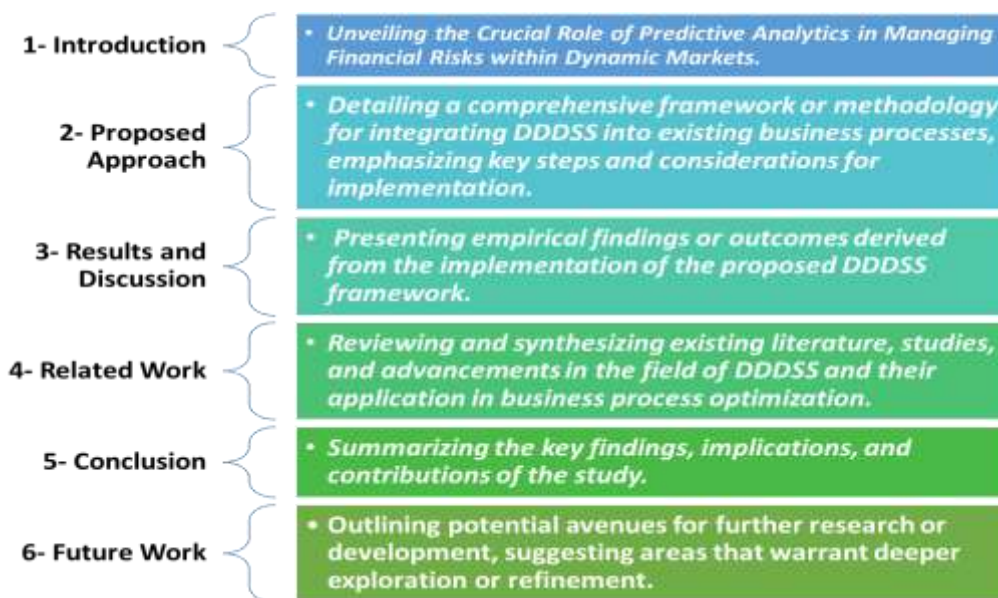 1- Introduction
• Unveiling the Crucial Role of Predictive Analytics in Managing
Financial Risks within Dynamic Markets.
2- Proposed
Approach
• Detailing a comprehensive framework or methodology
for integrating DDDSS into existing business processes,
emphasizing key steps and considerations for
implementation.
3- Results and
Discussion
• Presenting empirical findings or outcomes derived
from the implementation of the proposed DDDSS
framework.
4- Related Work
• Reviewing and synthesizing existing literature, studies,
and advancements in the field of DDDSS and their
application in business process optimization.
5- Conclusion
• Summarizing the key findings, implications, and
contributions of the study.
6- Future Work
• Outlining potential avenues for further research or
development, suggesting areas that warrant deeper
exploration or refinement.